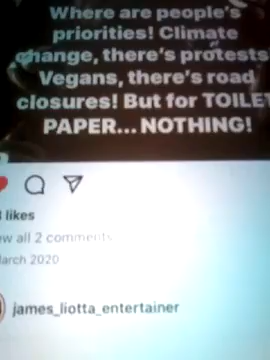 Where are people's
priorities! Climate
change, there's protests
Vegans, there's road
closures! But for TOILET
PAPER... NOTHING!
likes
all 2 comments
March 2020
james_liotta_entertainer